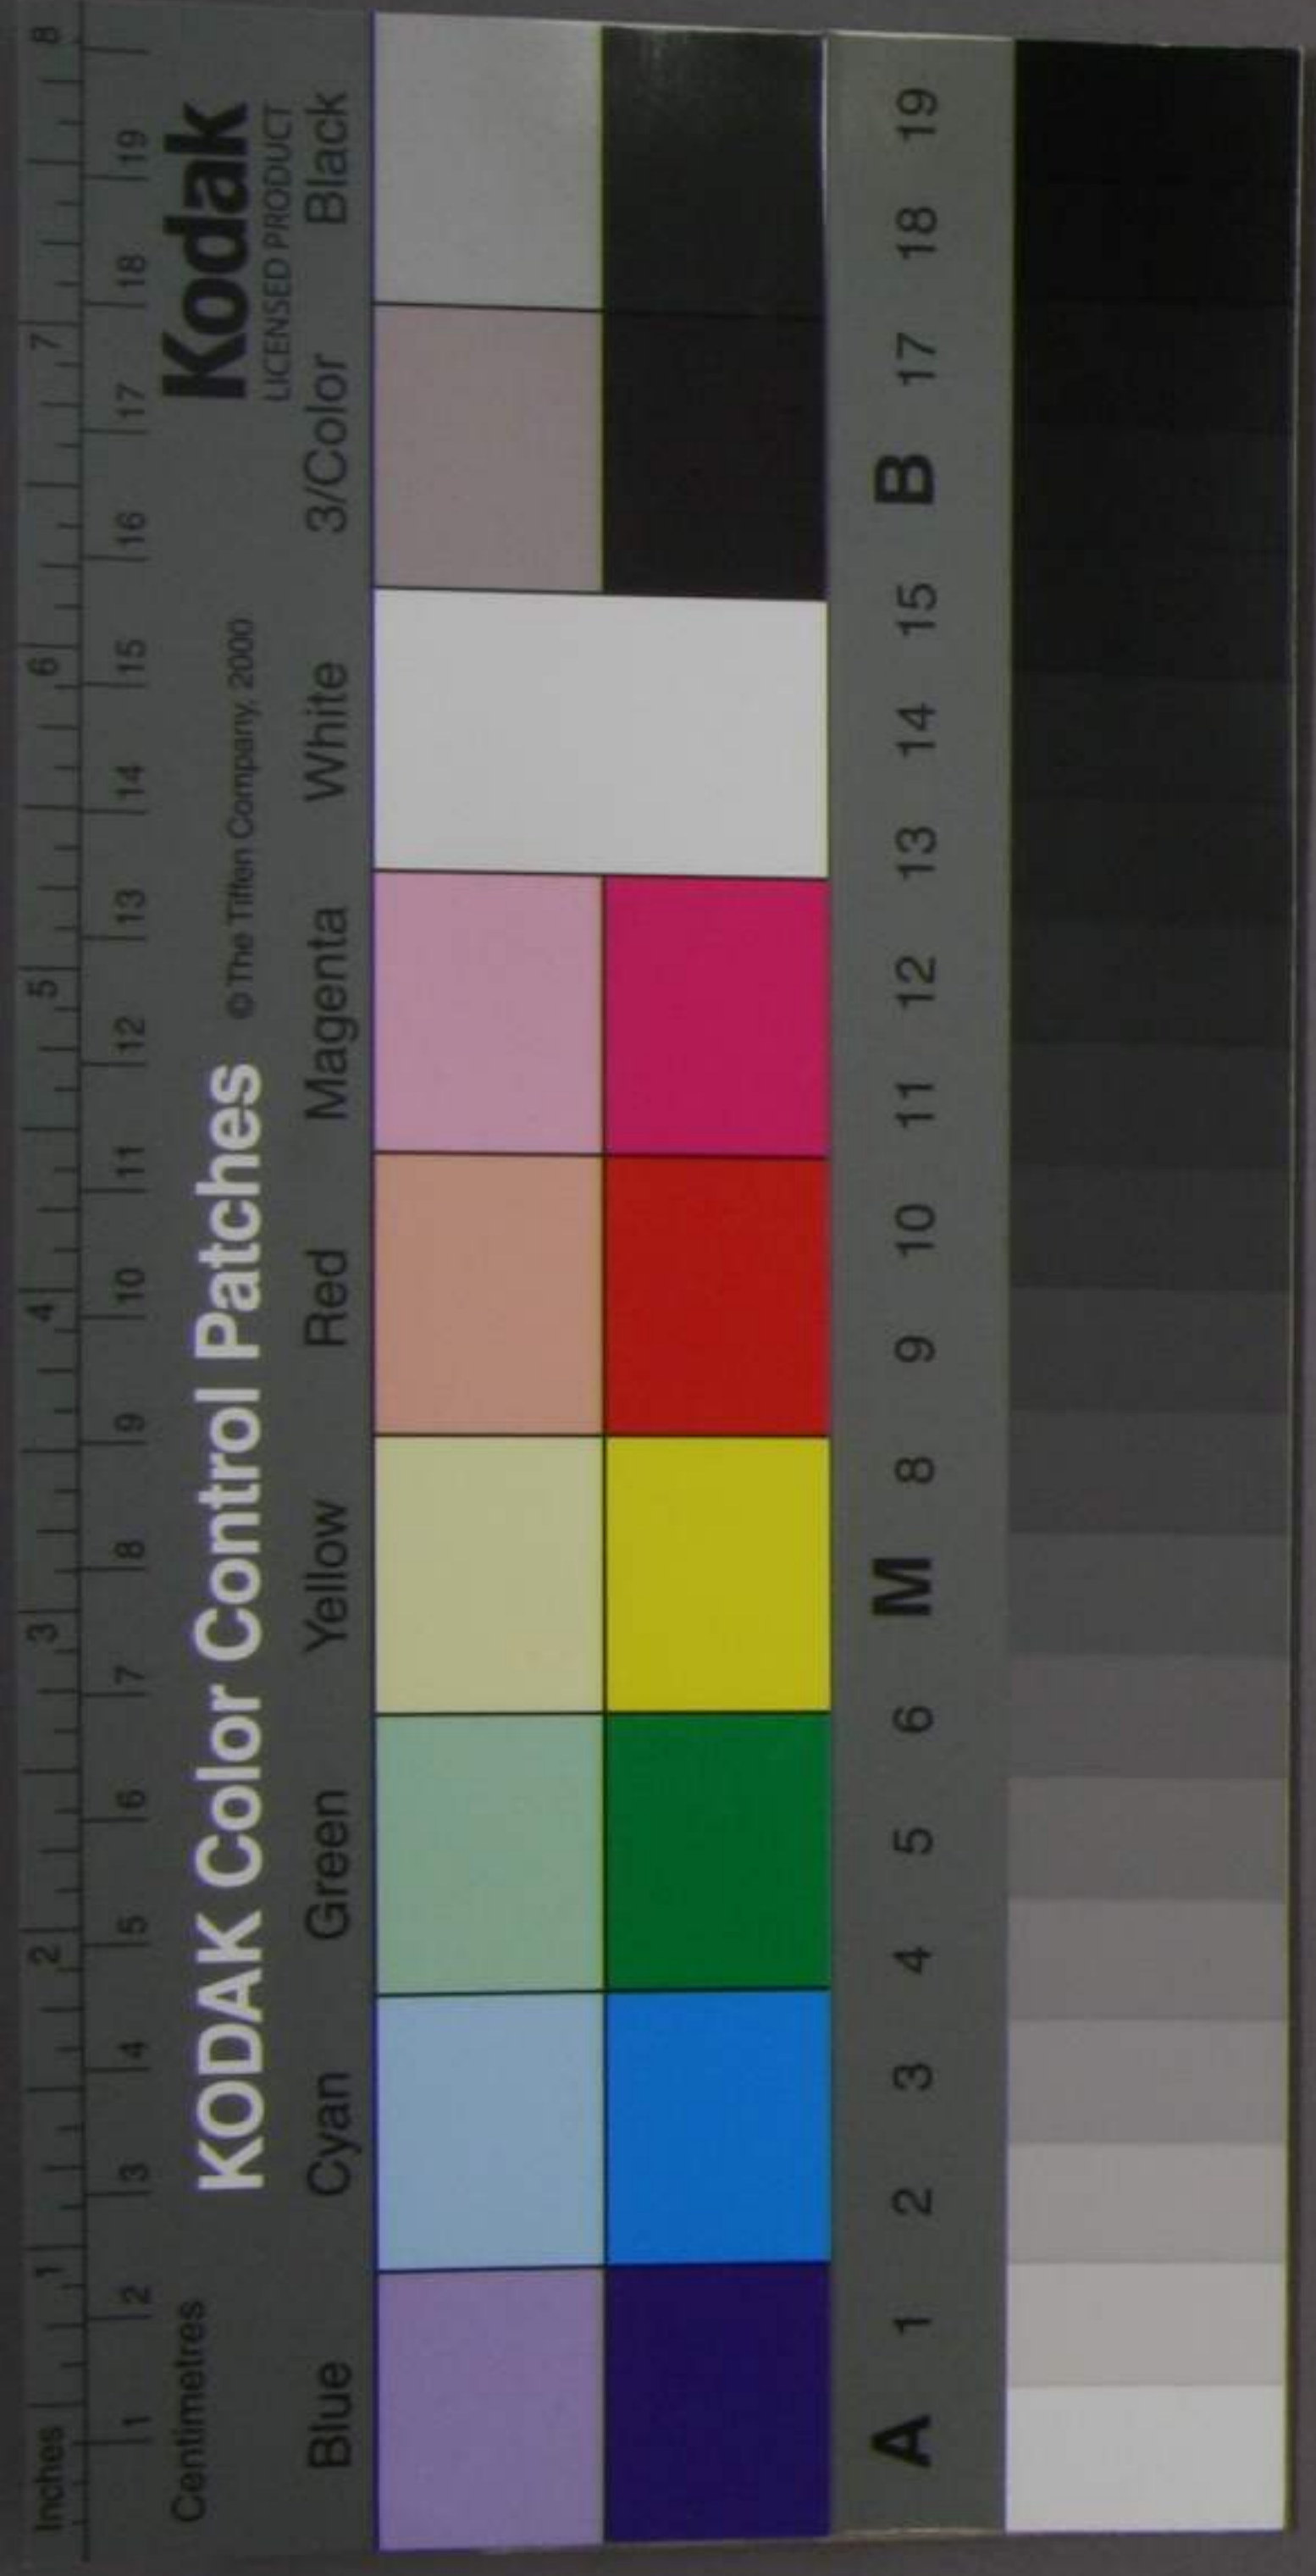 Inches 1 2 3 4 5 6 7 8
1 2 3 4 5 6 7 8 9 10 11 12 13 14 15 16 17 18 19
Centimetres
KODAK Color Control Patches © The Tiffen Company, 2000 Kodak
LICENSED PRODUCT
Blue Cyan Green Yellow Red Magenta White 3/Color Black
A 1 2 3 4 5 6 M 8 9 10 11 12 13 14 15 B 17 18 19